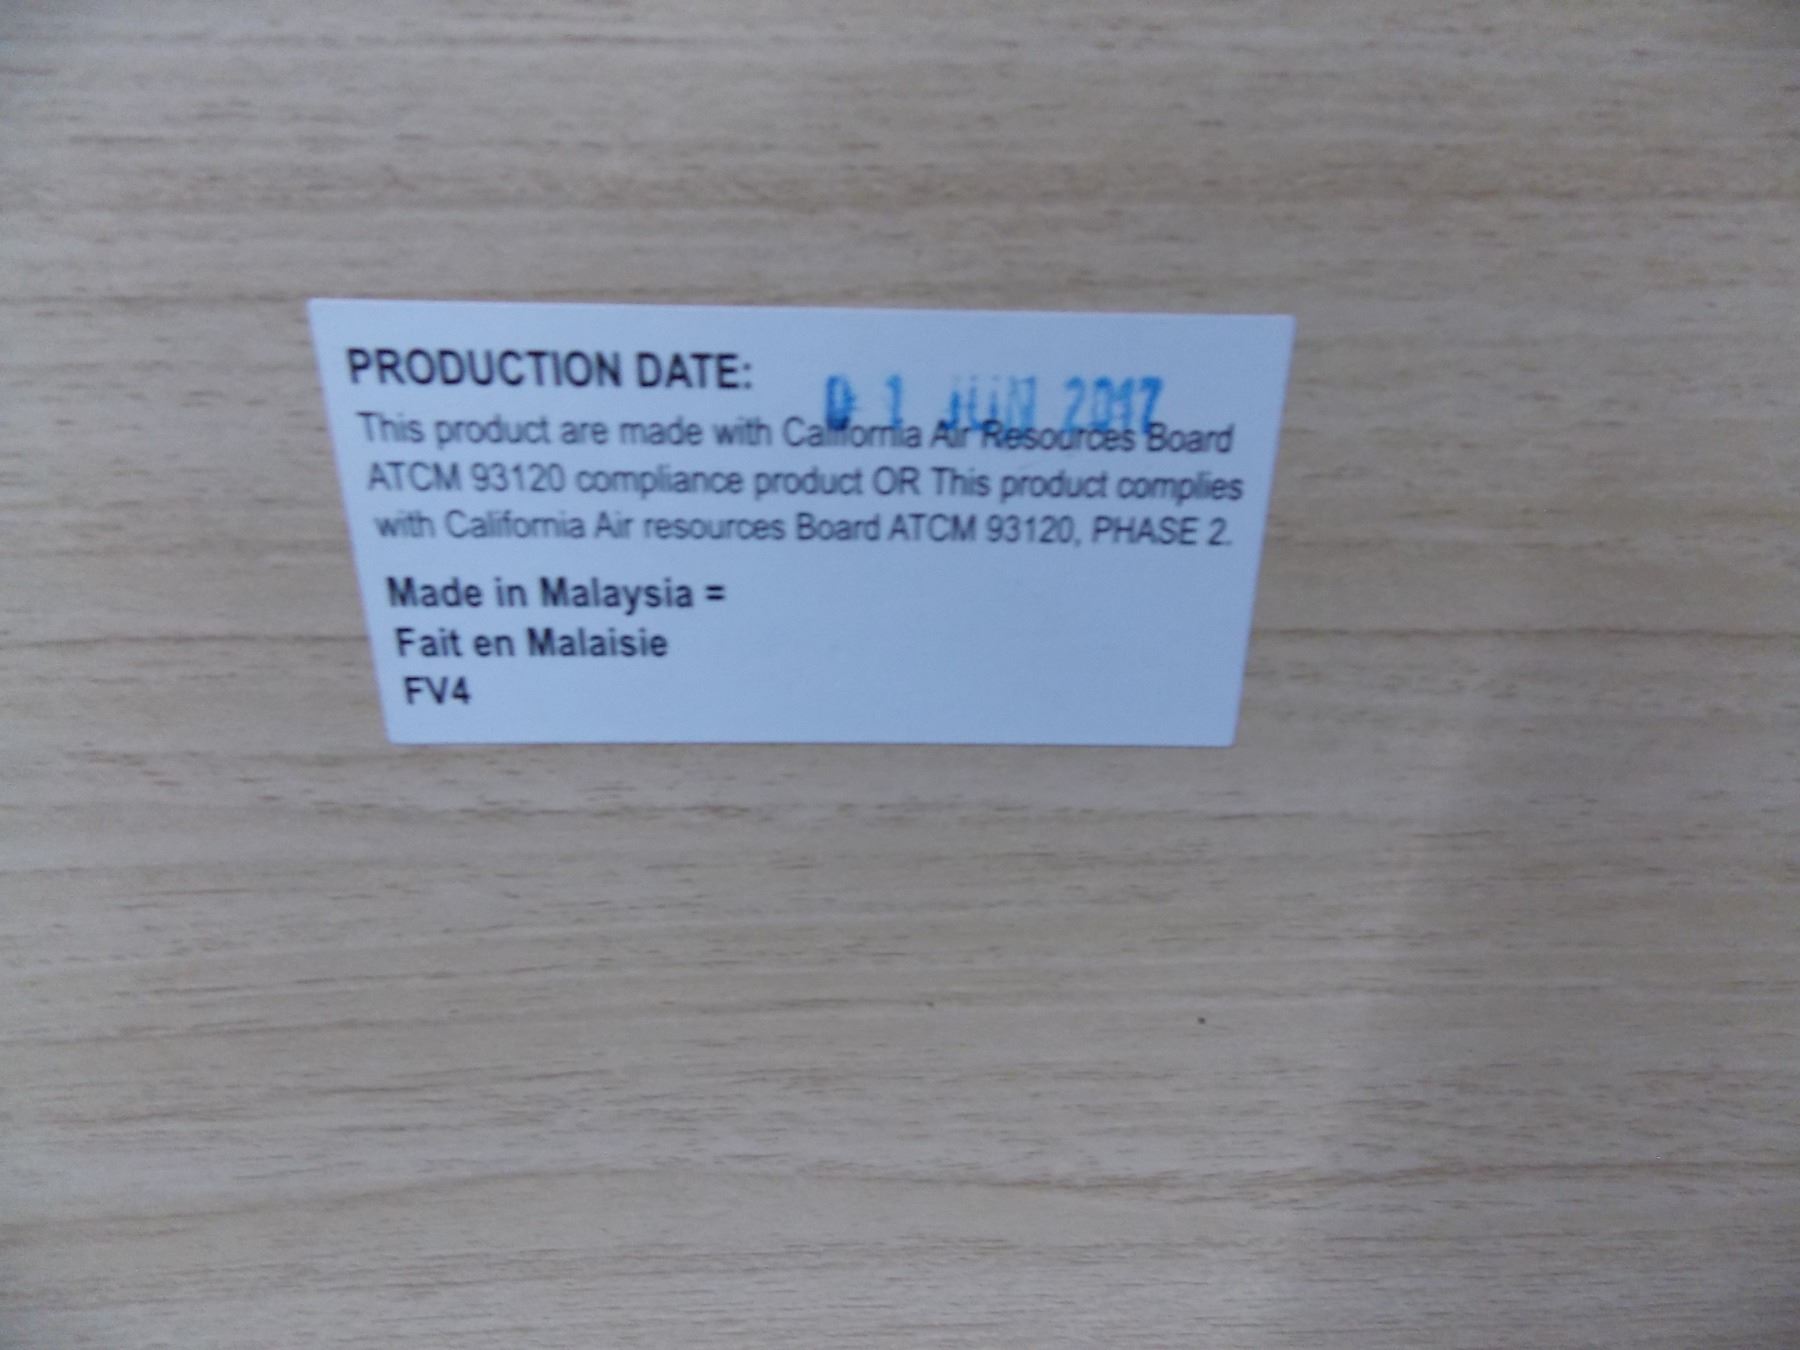 PRODUCTION DATE: 01 JUN 2017
This product are made with California Air Resources Board
ATCM 93120 compliance product OR This product complies
with California Air resources Board ATCM 93120, PHASE 2.
Made in Malaysia =
Fait en Malaisie
FV4